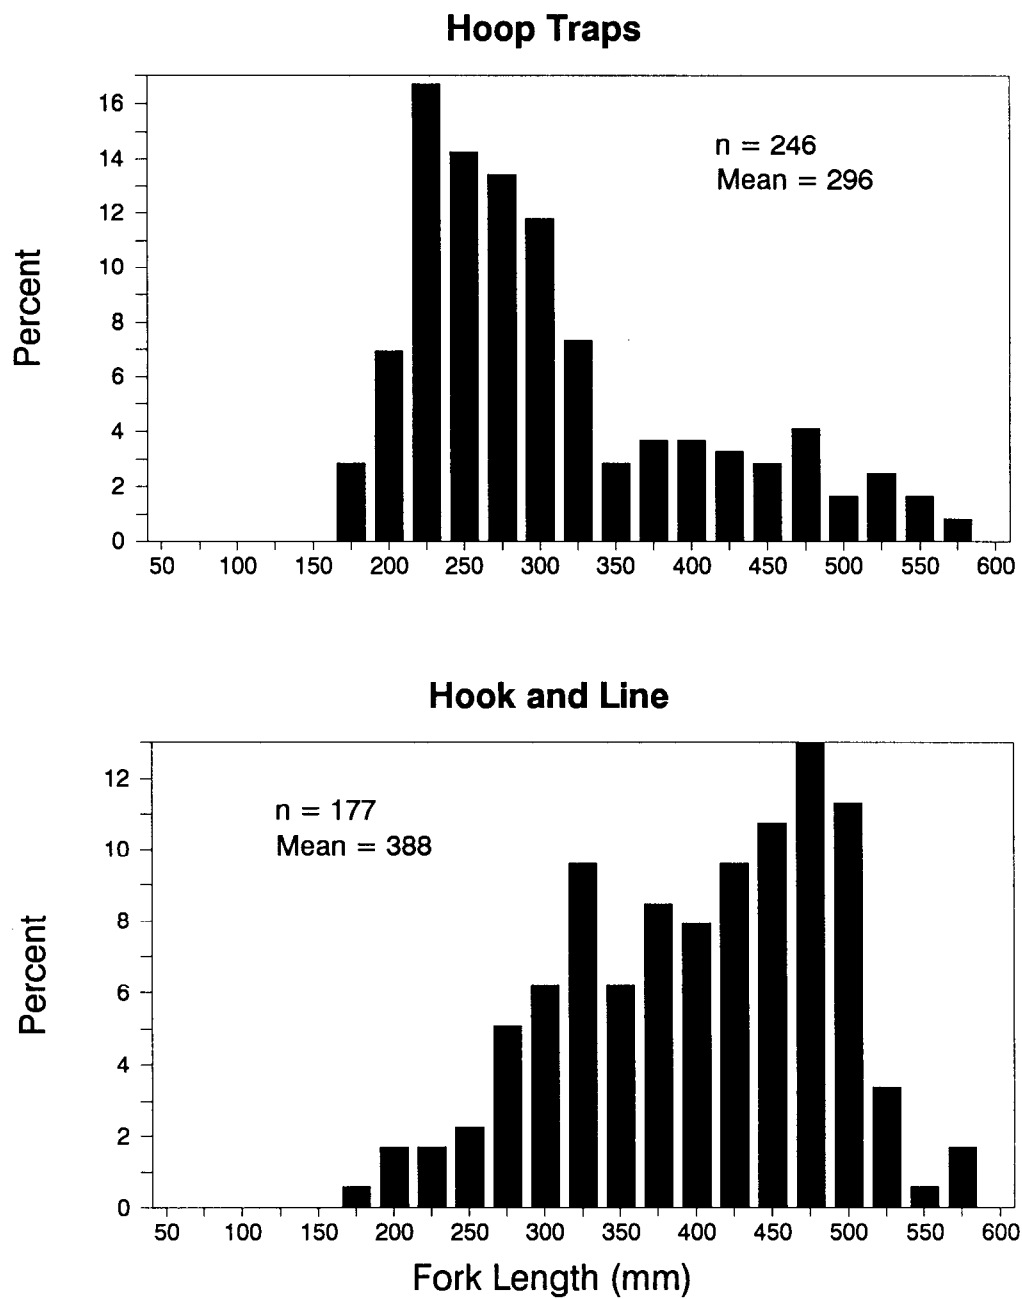 Hoop Traps
16
14
12
10
8
6
4
2
0
Percent
n = 246
Mean = 296
50 100 150 200 250 300 350 400 450 500 550 600
Hook and Line
12
10
8
6
4
2
0
Percent
n = 177
Mean = 388
50 100 150 200 250 300 350 400 450 500 550 600
Fork Length (mm)